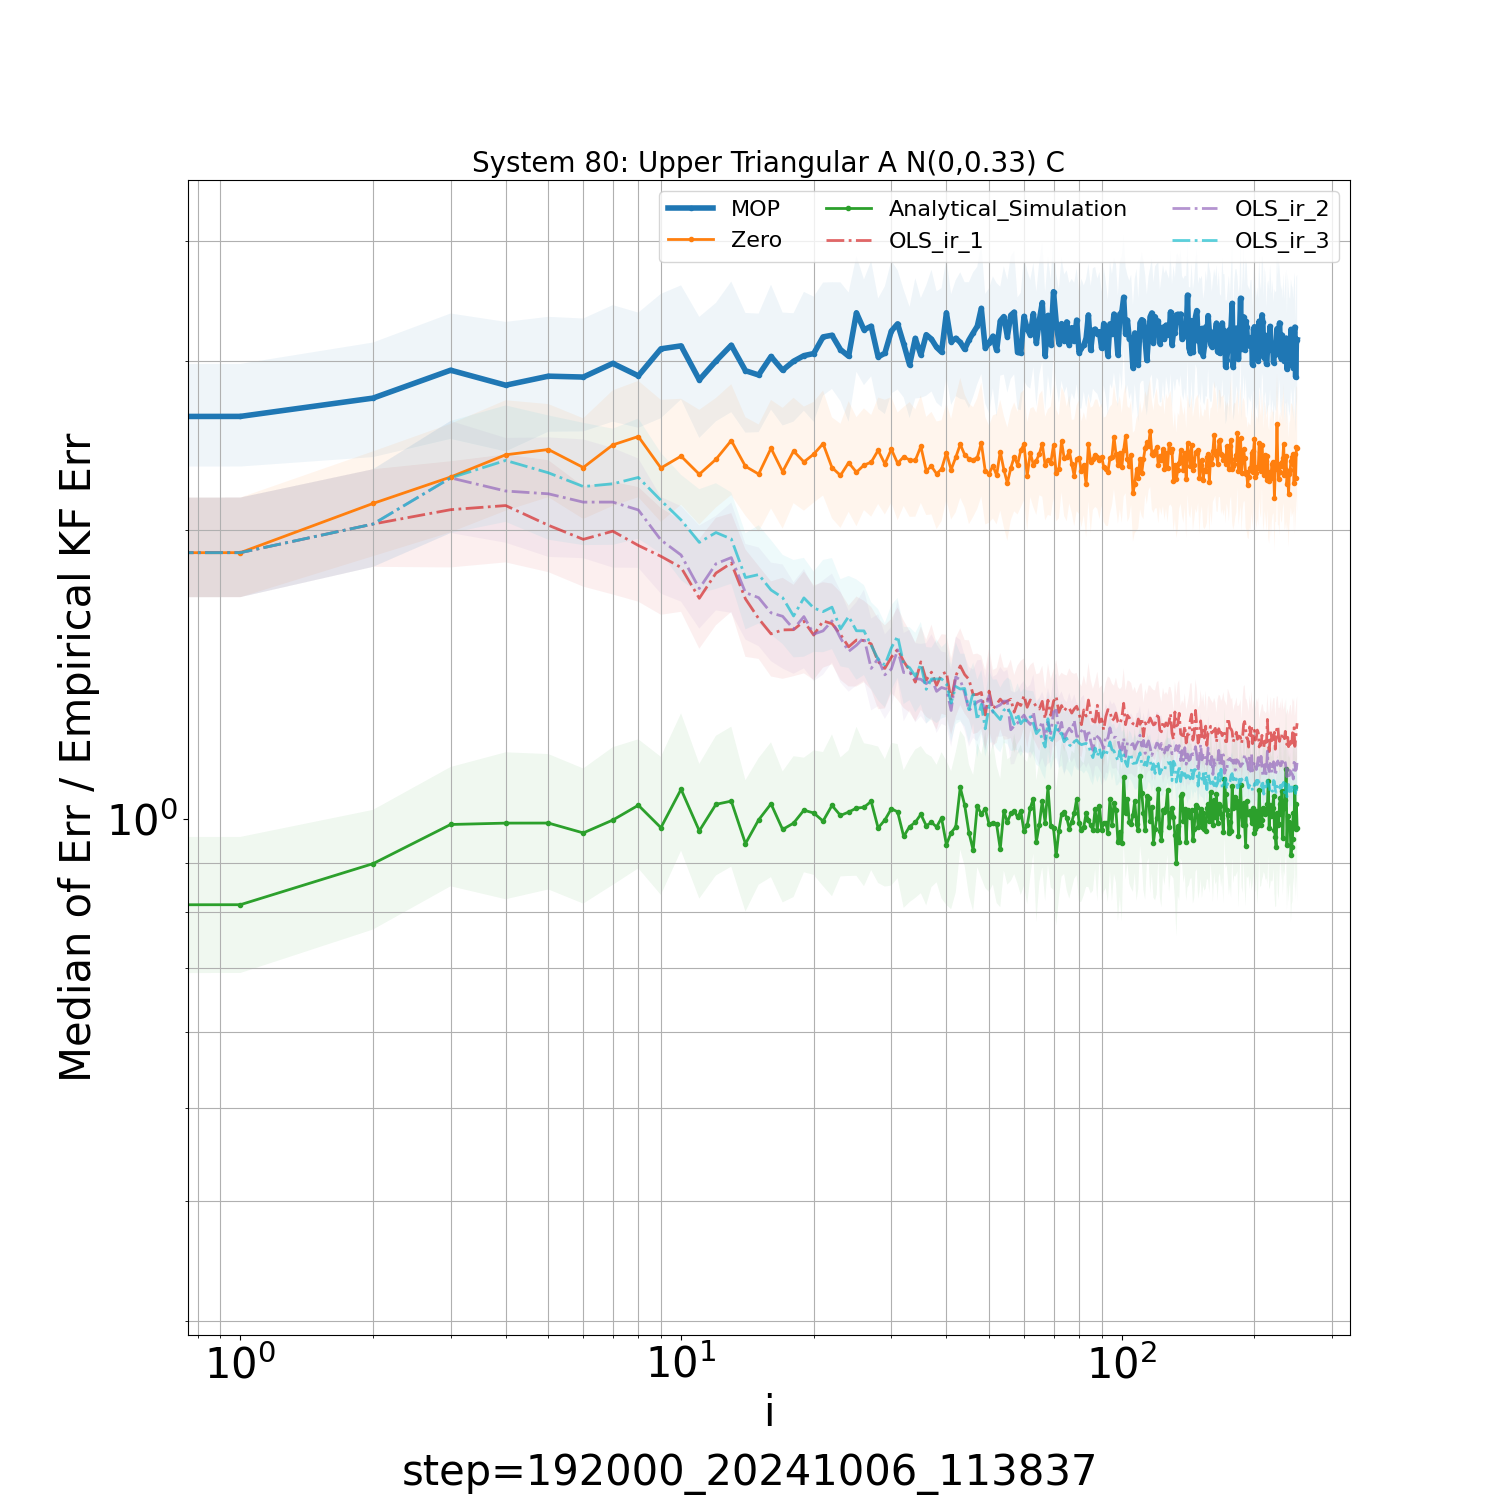 System 80: Upper Triangular A N(0,0.33) C
MOP
Zero
Analytical_Simulation
OLS_ir_1
OLS_ir_2
OLS_ir_3
Median of Err / Empirical KF Err
10⁰
10⁰ 10¹ 10²
i
step=192000_20241006_113837